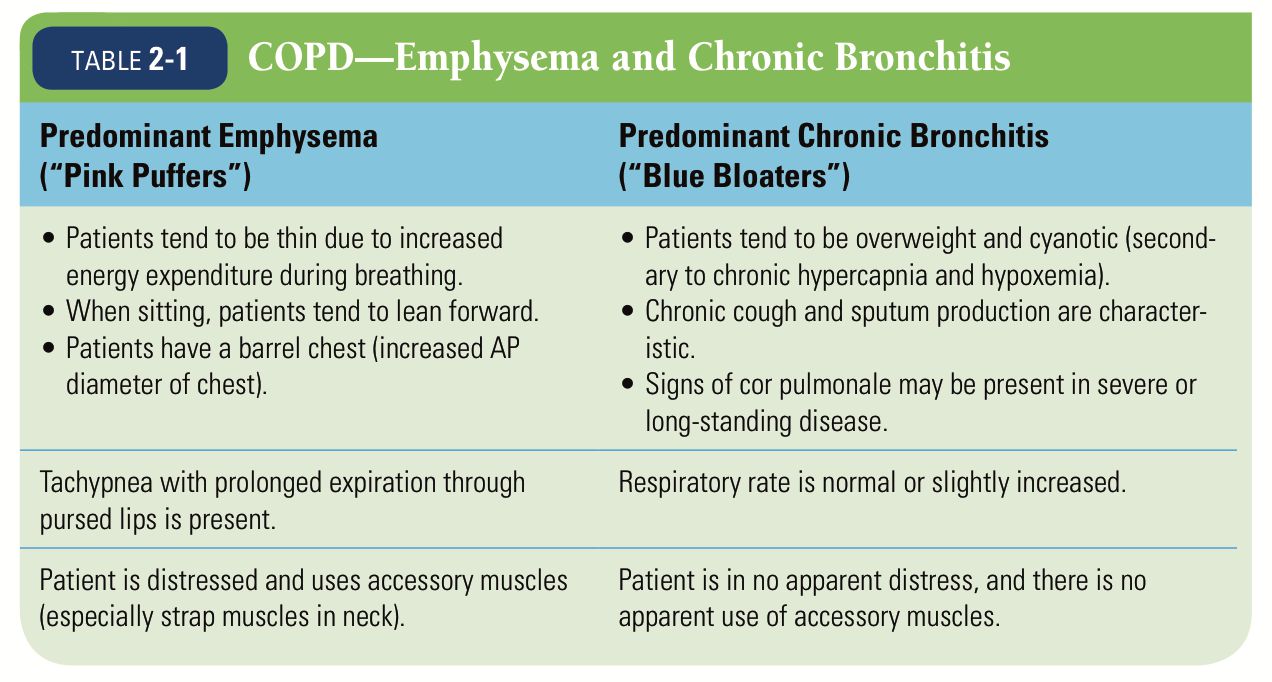 TABLE 2-1 COPD—Emphysema and Chronic Bronchitis
Predominant Emphysema
(“Pink Puffers”)
Predominant Chronic Bronchitis
(“Blue Bloaters”)
• Patients tend to be thin due to increased
energy expenditure during breathing.
• When sitting, patients tend to lean forward.
• Patients have a barrel chest (increased AP
diameter of chest).
• Patients tend to be overweight and cyanotic (second-
ary to chronic hypercapnia and hypoxemia).
• Chronic cough and sputum production are character-
istic.
• Signs of cor pulmonale may be present in severe or
long-standing disease.
Tachypnea with prolonged expiration through
pursed lips is present.
Respiratory rate is normal or slightly increased.
Patient is distressed and uses accessory muscles
(especially strap muscles in neck).
Patient is in no apparent distress, and there is no
apparent use of accessory muscles.